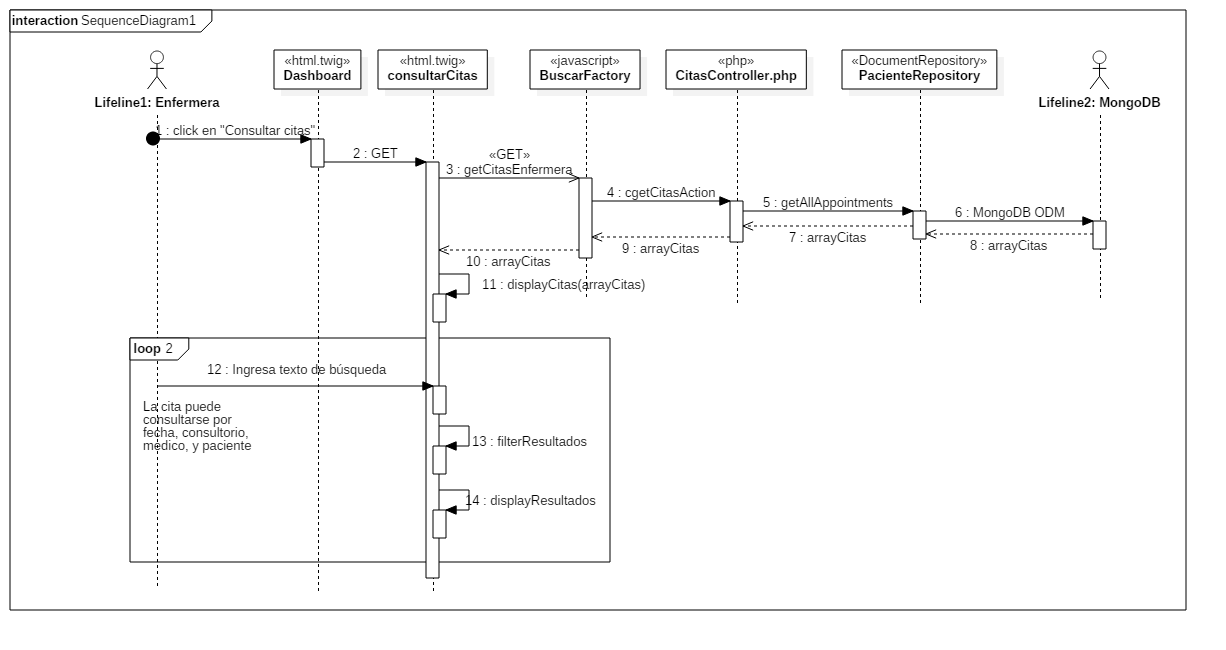 interaction SequenceDiagram1
«html.twig»
Dashboard
«html.twig»
consultarCitas
«javascript»
BuscarFactory
«php»
CitasController.php
«DocumentRepository»
PacienteRepository
Lifeline1: Enfermera
Lifeline2: MongoDB
1 : click en "Consultar citas"
2 : GET
«GET»
3 : getCitasEnfermera
4 : cgetCitasAction
5 : getAllAppointments
6 : MongoDB ODM
7 : arrayCitas
8 : arrayCitas
9 : arrayCitas
10 : arrayCitas
11 : displayCitas(arrayCitas)
loop 2
12 : Ingresa texto de búsqueda
La cita puede
consultarse por
fecha, consultorio,
médico, y paciente
13 : filterResultados
14 : displayResultados